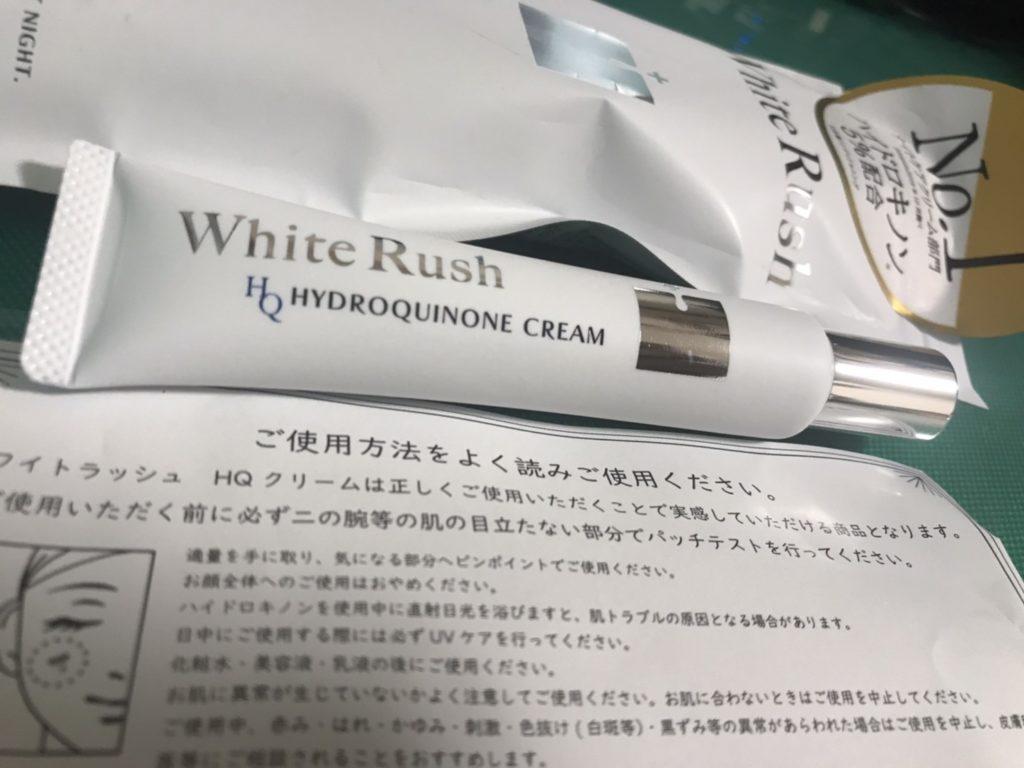 NIGHT.
White Rush
No.1
ハイドロキノン
5%配合
White Rush
HQ HYDROQUINONE CREAM
ご使用方法をよく読みご使用ください。
ワイトラッシュ HQ クリームは正しくご使用いただくことで実感していただける商品となります。
ご使用いただく前に必ず二の腕等の肌の目立たない部分でパッチテストを行ってください。
適量を手に取り、気になる部分へピンポイントでご使用ください。
お顔全体へのご使用はおやめください。
ハイドロキノンを使用中に直射日光を浴びますと、肌トラブルの原因となる場合があります。
日中にご使用する際には必ずUVケアを行ってください。
化粧水・美容液・乳液の後にご使用ください。
お肌に異常が生じていないかよく注意してご使用ください。お肌に合わないときはご使用を中止してください。
ご使用中、赤み・はれ・かゆみ・刺激・色抜け(白斑等)・黒ずみ等の異常があらわれた場合はご使用を中止し、皮膚
医等にご相談されることをおすすめします。